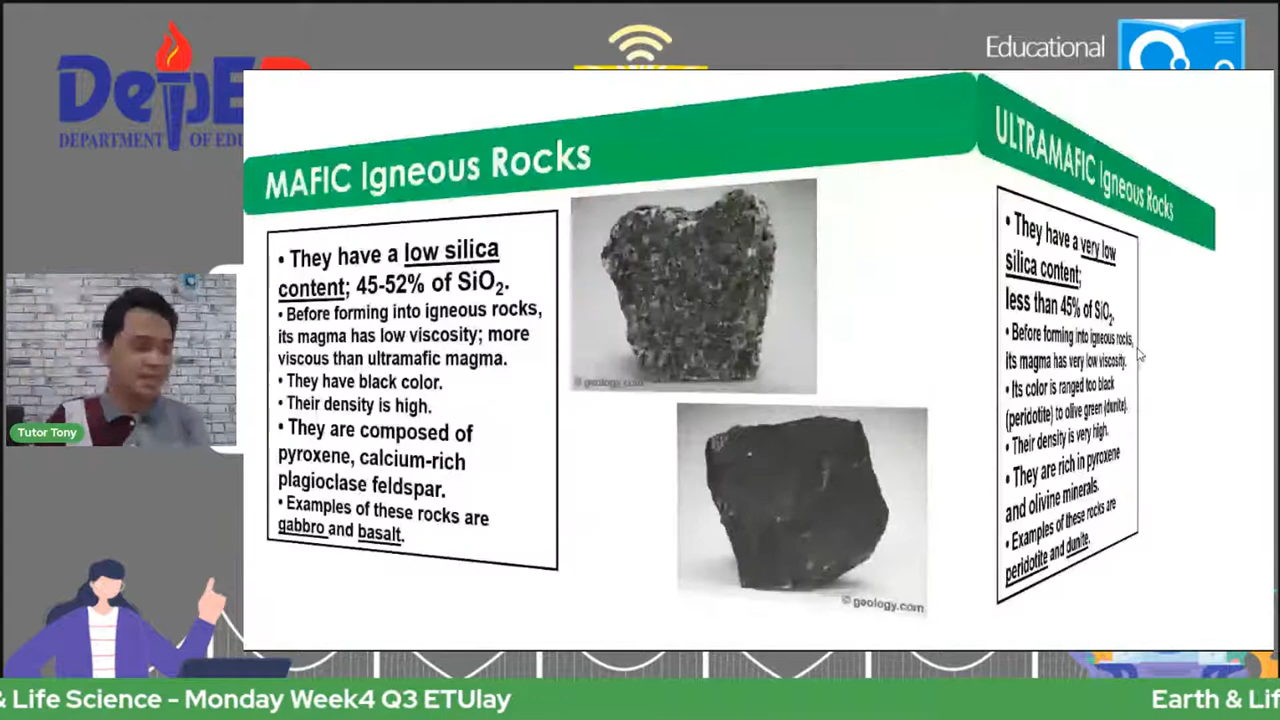 DepE
DEPARTMENT OF EDU
Educational
MAFIC Igneous Rocks
• They have a low silica
content; 45-52% of SiO₂.
• Before forming into igneous rocks,
its magma has low viscosity; more
viscous than ultramafic magma.
• They have black color.
• Their density is high.
• They are composed of
pyroxene, calcium-rich
plagioclase feldspar.
• Examples of these rocks are
gabbro and basalt.
© geology.com
© geology.com
ULTRAMAFIC Igneous Rocks
• They have a very low
silica content;
less than 45% of SiO₂.
• Before forming into igneous rocks,
its magma has very low viscosity.
• Its color is ranged too black
(peridotite) to olive green (dunite).
• Their density is very high.
• They are rich in pyroxene
and olivine minerals.
• Examples of these rocks are
peridotite and dunite.
Tutor Tony
& Life Science - Monday Week4 Q3 ETUlay
Earth & Lif